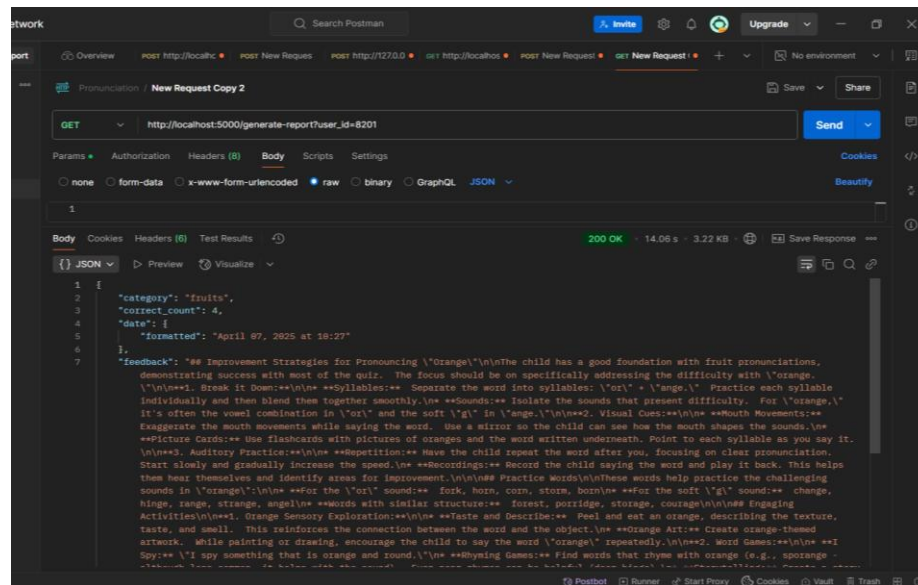 etwork
Search Postman
Invite
Upgrade
port
Overview
POST http://localhc
POST New Reques
POST http://127.0.0
GET http://localhos
POST New Request
GET New Request
No environment
Pronunciation / New Request Copy 2
Save
Share
GET
http://localhost:5000/generate-report?user_id=8201
Send
Params
Authorization
Headers (8)
Body
Scripts
Settings
Cookies
none
form-data
x-www-form-urlencoded
raw
binary
GraphQL
JSON
Beautify
1
Body
Cookies
Headers (6)
Test Results
200 OK
14.06 s
3.22 KB
Save Response
{} JSON
Preview
Visualize
1 {
2 "category": "fruits",
3 "correct_count": 4,
4 "date": {
5 "formatted": "April 07, 2025 at 10:27"
6 },
7 "feedback": "## Improvement Strategies for Pronouncing \"Orange\"\n\nThe child has a good foundation with fruit pronunciations,
demonstrating success with most of the quiz. The focus should be on specifically addressing the difficulty with \"orange.
\"\n\n**1. Break it Down:**\n\n* **Syllables:** Separate the word into syllables: \"or\" + \"ange.\" Practice each syllable
individually and then blend them together smoothly.\n* **Sounds:** Isolate the sounds that present difficulty. For \"orange,\"
it's often the vowel combination in \"or\" and the soft \"g\" in \"ange.\"\n\n**2. Visual Cues:**\n\n* **Mouth Movements:**
Exaggerate the mouth movements while saying the word. Use a mirror so the child can see how the mouth shapes the sounds.\n*
**Picture Cards:** Use flashcards with pictures of oranges and the word written underneath. Point to each syllable as you say it.
\n\n**3. Auditory Practice:**\n\n* **Repetition:** Have the child repeat the word after you, focusing on clear pronunciation.
Start slowly and gradually increase the speed.\n* **Recordings:** Record the child saying the word and play it back. This helps
them hear themselves and identify areas for improvement.\n\n\n## Practice Words\n\nThese words help practice the challenging
sounds in \"orange\":\n\n* **For the \"or\" sound:** fork, horn, corn, storm, born\n* **For the soft \"g\" sound:** change,
hinge, range, strange, angel\n* **Words with similar structure:** forest, porridge, storage, courage\n\n\n## Engaging
Activities\n\n**1. Orange Sensory Exploration:**\n\n* **Taste and Describe:** Peel and eat an orange, describing the texture,
taste, and smell. This reinforces the connection between the word and the object.\n* **Orange Art:** Create orange-themed
artwork. While painting or drawing, encourage the child to say the word \"orange\" repeatedly.\n\n**2. Word Games:**\n\n* **I
Spy:** \"I spy something that is orange and round.\"\n* **Rhyming Games:** Find words that rhyme with orange (e.g., sporange -
Postbot
Runner
Start Proxy
Cookies
Vault
Trash